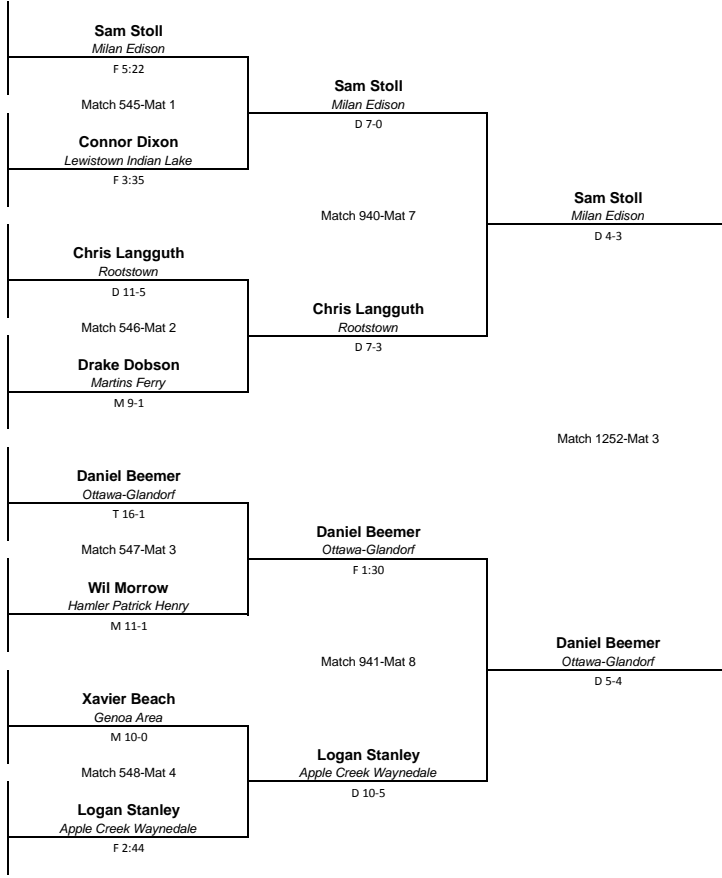 Sam Stoll
Milan Edison
F 5:22
Match 545-Mat 1
Connor Dixon
Lewistown Indian Lake
F 3:35
Chris Langguth
Rootstown
D 11-5
Match 546-Mat 2
Drake Dobson
Martins Ferry
M 9-1
Daniel Beemer
Ottawa-Glandorf
T 16-1
Match 547-Mat 3
Wil Morrow
Hamler Patrick Henry
M 11-1
Xavier Beach
Genoa Area
M 10-0
Match 548-Mat 4
Logan Stanley
Apple Creek Waynedale
F 2:44
Sam Stoll
Milan Edison
D 7-0
Match 940-Mat 7
Chris Langguth
Rootstown
D 7-3
Daniel Beemer
Ottawa-Glandorf
F 1:30
Match 941-Mat 8
Logan Stanley
Apple Creek Waynedale
D 10-5
Sam Stoll
Milan Edison
D 4-3
Match 1252-Mat 3
Daniel Beemer
Ottawa-Glandorf
D 5-4